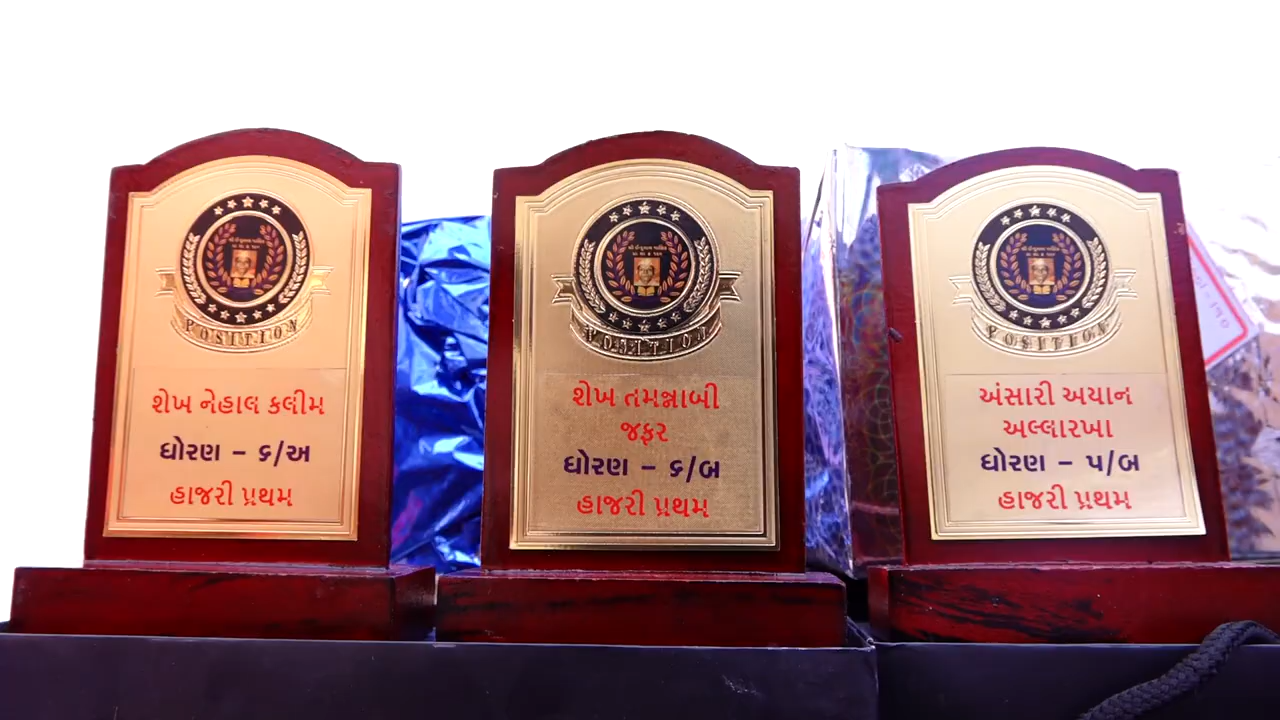 POSITION
શેખ નેહાલ કલીમ
ધોરણ – ૬/અ
હાજરી પ્રથમ
POSITION
શેખ તમન્નાબી
જફર
ધોરણ – ૬/બ
હાજરી પ્રથમ
POSITION
અંસારી અયાન
અલ્લારખા
ધોરણ – ૫/બ
હાજરી પ્રથમ